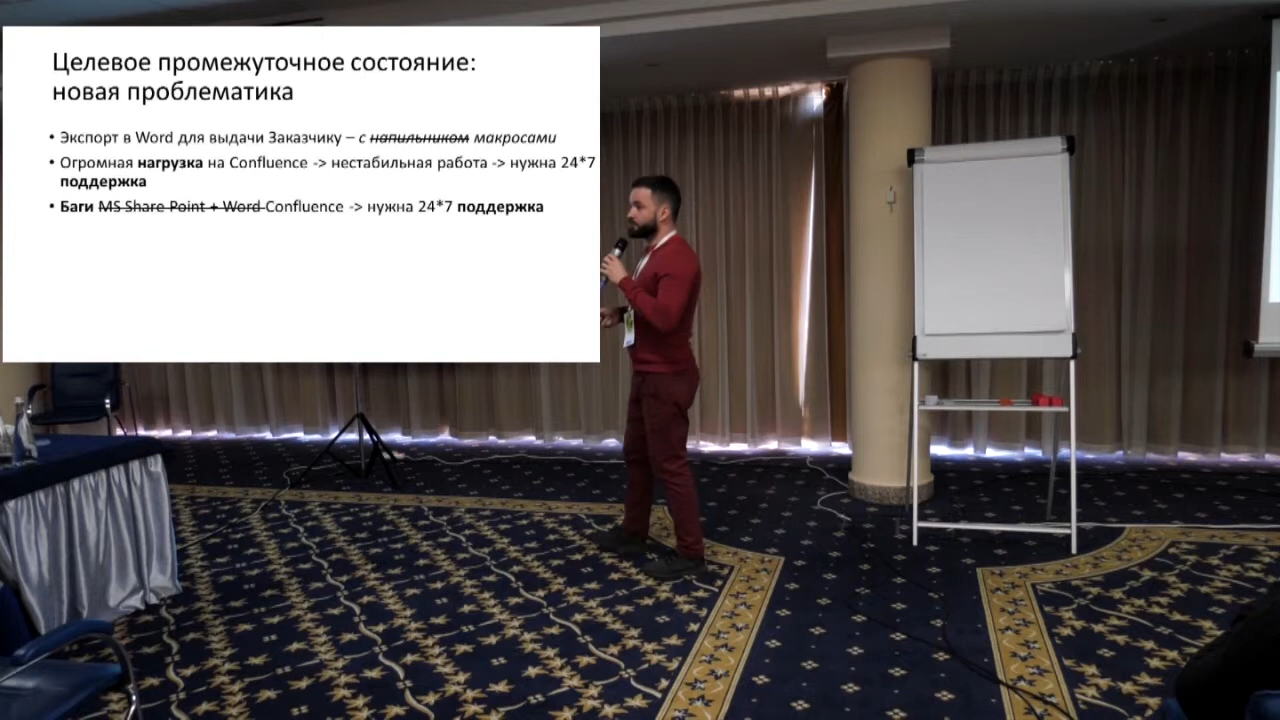 Целевое промежуточное состояние:
новая проблематика
• Экспорт в Word для выдачи Заказчику – с напильником макросами
• Огромная нагрузка на Confluence -> нестабильная работа -> нужна 24*7
поддержка
• Баги MS Share Point + Word Confluence -> нужна 24*7 поддержка